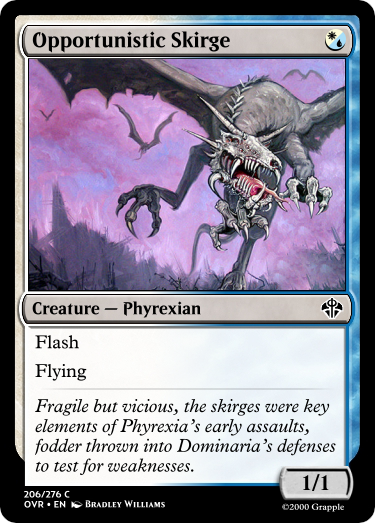 Opportunistic Skirge
Creature — Phyrexian
Flash
Flying
Fragile but vicious, the skirges were key
elements of Phyrexia's early assaults,
fodder thrown into Dominaria's defenses
to test for weaknesses.
1/1
206/276 C
OVR • EN Bradley Williams
©2000 Grapple